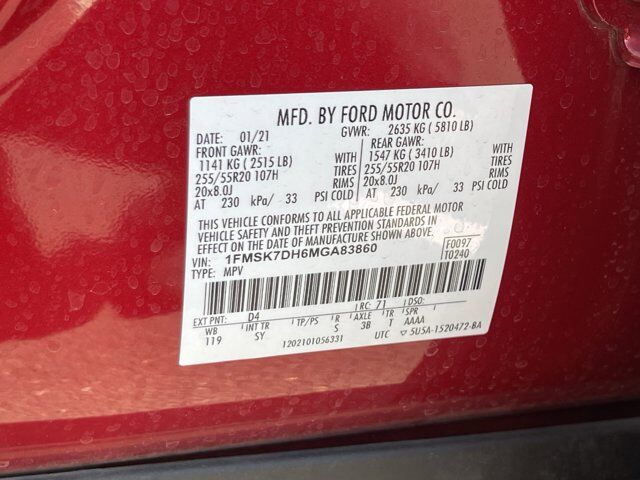 MFD. BY FORD MOTOR CO.
DATE: 01/21 GVWR: 2635 KG (5810 LB)
FRONT GAWR: REAR GAWR:
1141 KG (2515 LB) WITH 1547 KG (3410 LB) WITH
255/55R20 107H TIRES 255/55R20 107H TIRES
20x8.0J RIMS 20x8.0J RIMS
AT 230 kPa/ 33 PSI COLD AT 230 kPa/ 33 PSI COLD
THIS VEHICLE CONFORMS TO ALL APPLICABLE FEDERAL MOTOR
VEHICLE SAFETY AND THEFT PREVENTION STANDARDS IN
EFFECT ON THE DATE OF MANUFACTURE SHOWN ABOVE.
VIN: 1FMSK7DH6MGA83860 F0097
TYPE: MPV T0240
EXT PNT: D4 RC: 71 DSO:
WB INT TR TP/PS R AXLE TR SPR
119 SY S 3B T AAAA
1202101056331 UTC 5U5A-1520472-BA